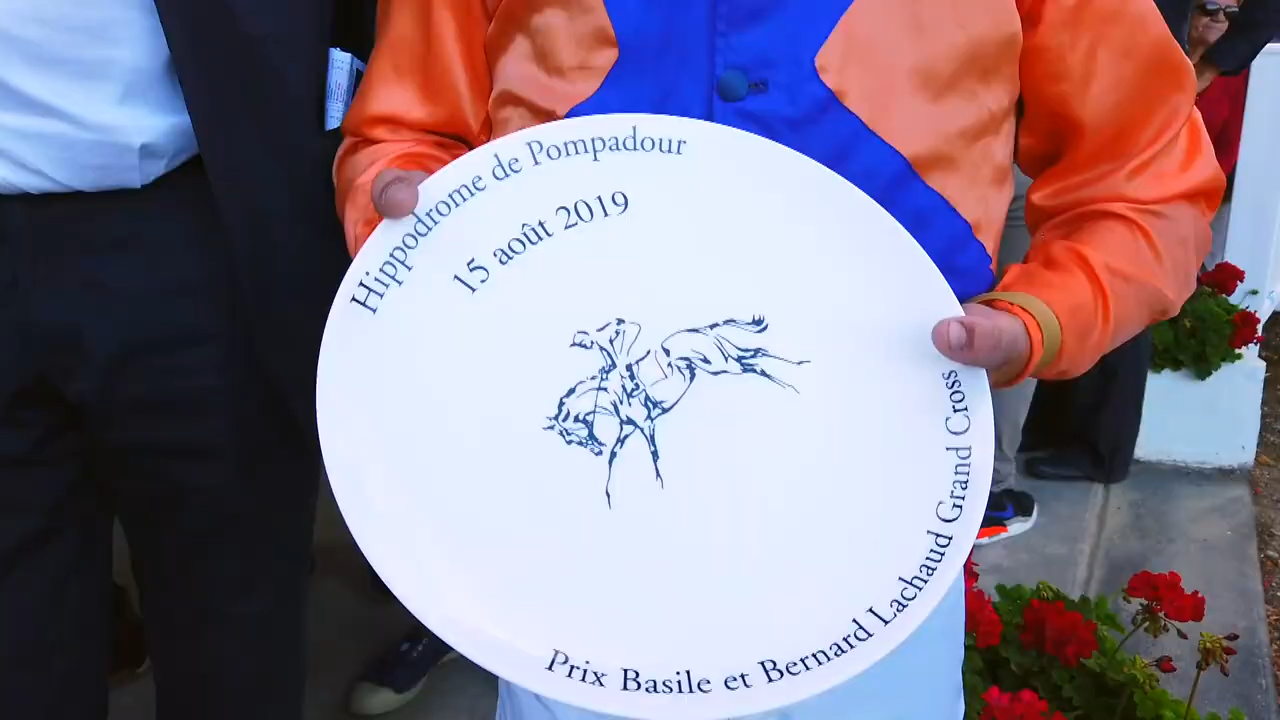 Hippodrome de Pompadour
15 août 2019
Prix Basile et Bernard Lachaud Grand Cross